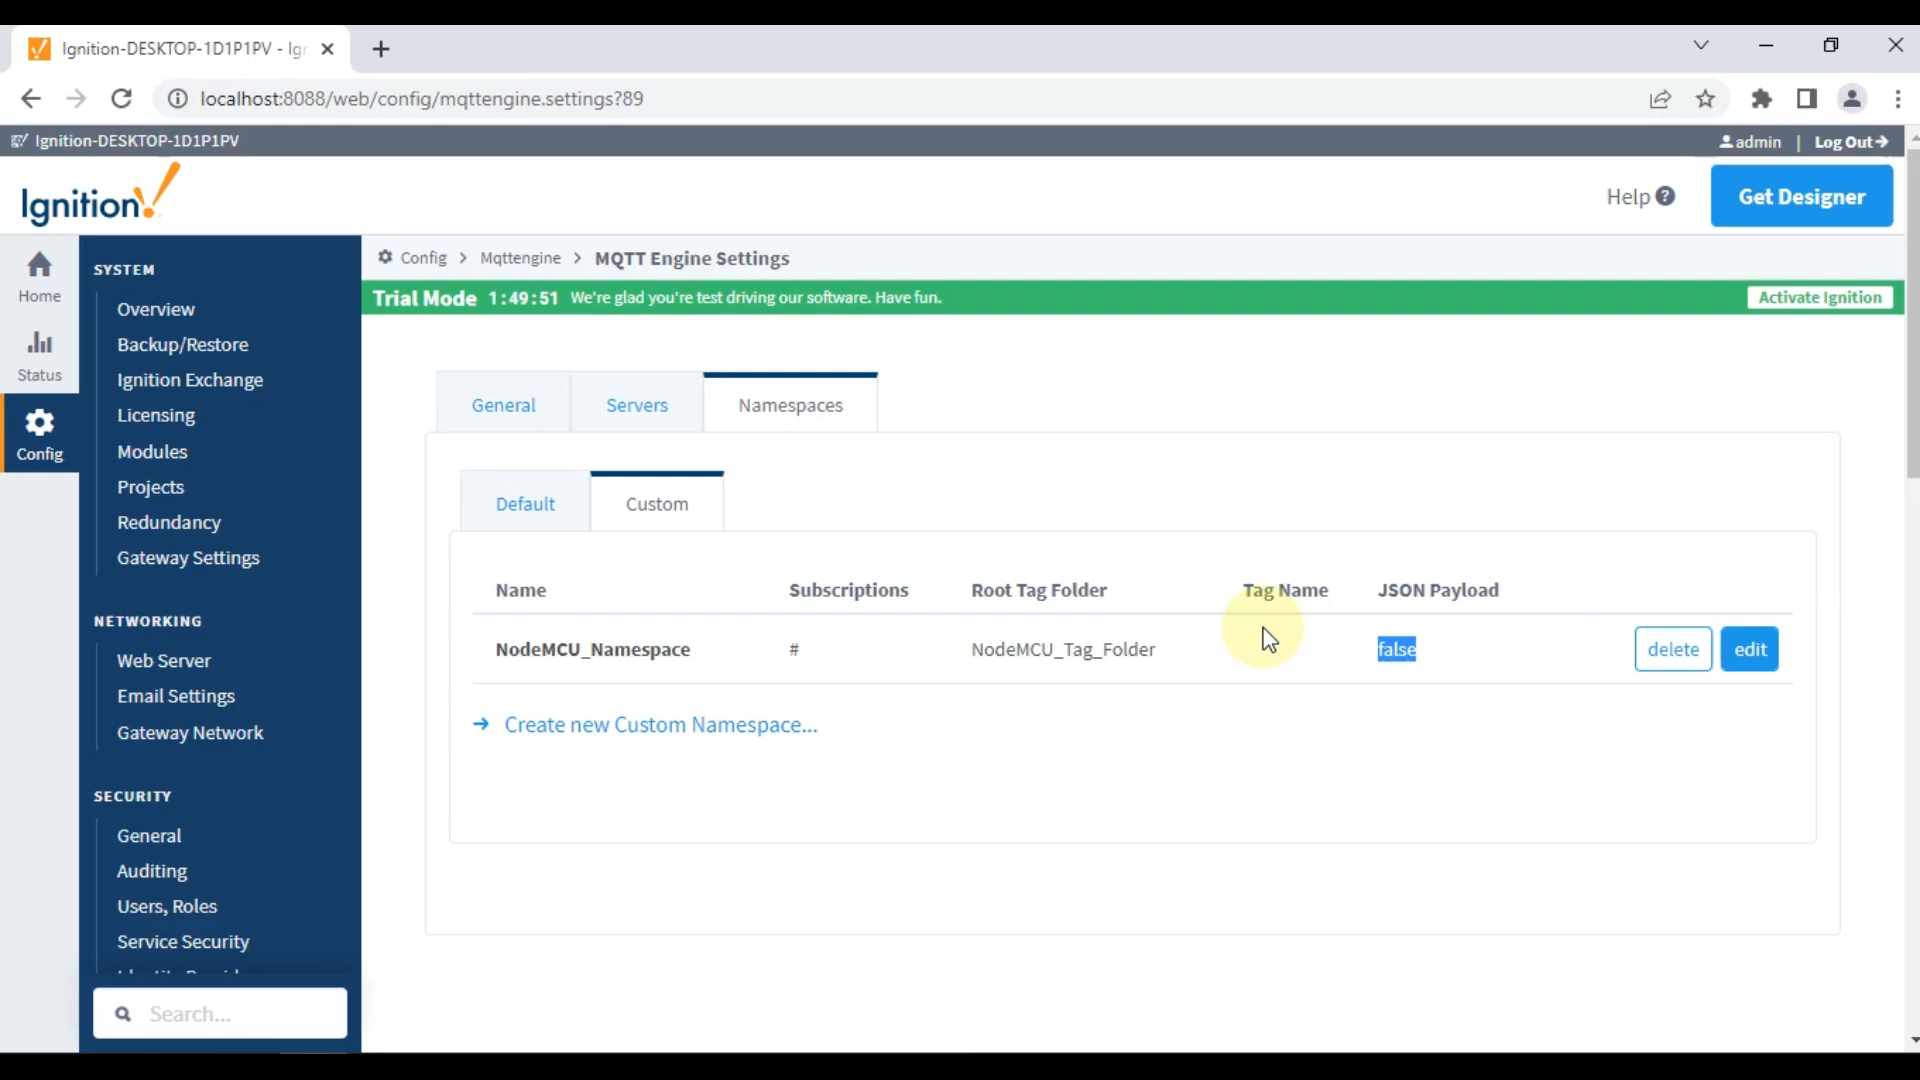 Ignition-DESKTOP-1D1P1PV - Igr
localhost:8088/web/config/mqttengine.settings?89
Ignition-DESKTOP-1D1P1PV
admin | Log Out
Ignition!
Help ?
Get Designer
Home
Status
Config
SYSTEM
Overview
Backup/Restore
Ignition Exchange
Licensing
Modules
Projects
Redundancy
Gateway Settings
NETWORKING
Web Server
Email Settings
Gateway Network
SECURITY
General
Auditing
Users, Roles
Service Security
Search...
Config > Mqttengine > MQTT Engine Settings
Trial Mode 1:49:51 We're glad you're test driving our software. Have fun.
Activate Ignition
General Servers Namespaces
Default Custom
Name Subscriptions Root Tag Folder Tag Name JSON Payload
NodeMCU_Namespace # NodeMCU_Tag_Folder false delete edit
Create new Custom Namespace...